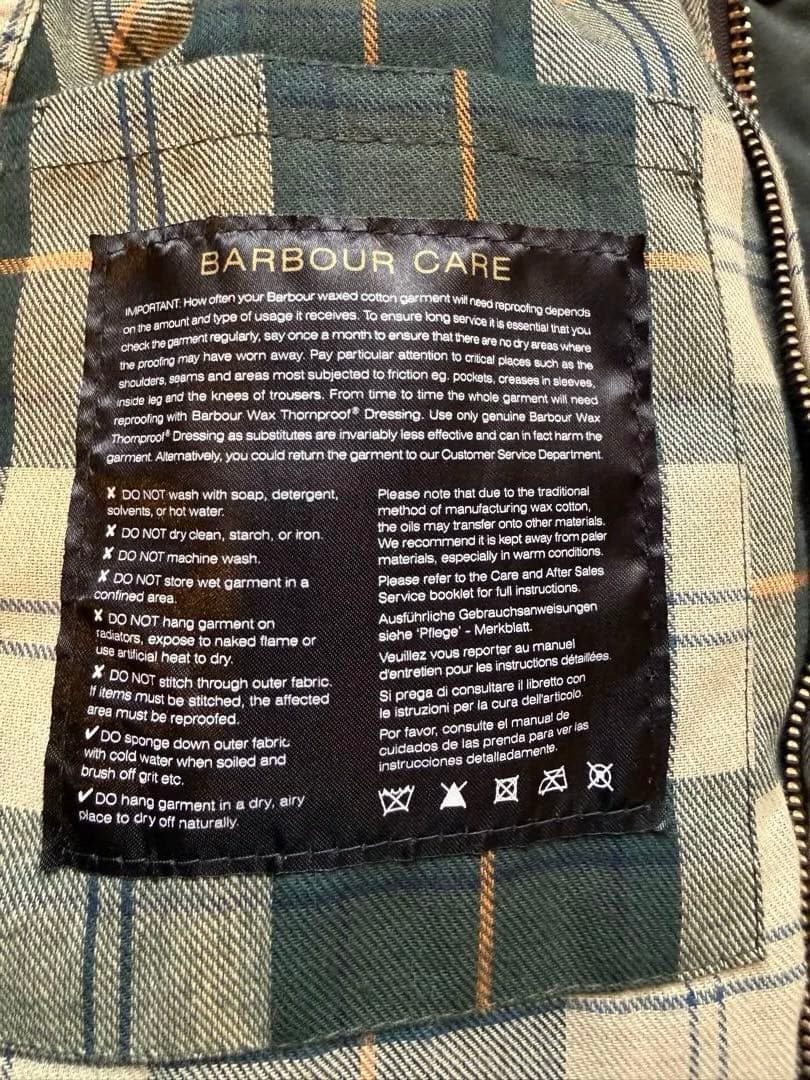 BARBOUR CARE
IMPORTANT: How often your Barbour waxed cotton garment will need reproofing depends
on the amount and type of usage it receives. To ensure long service it is essential that you
check the garment regularly, say once a month to ensure that there are no dry areas where
the proofing may have worn away. Pay particular attention to critical places such as the
shoulders, seams and areas most subjected to friction eg. pockets, creases in sleeves,
inside leg and the knees of trousers. From time to time the whole garment will need
reproofing with Barbour Wax Thornproof® Dressing. Use only genuine Barbour Wax
Thornproof® Dressing as substitutes are invariably less effective and can in fact harm the
garment. Alternatively, you could return the garment to our Customer Service Department.
✗ DO NOT wash with soap, detergent,
solvents, or hot water.
✗ DO NOT dry clean, starch, or iron.
✗ DO NOT machine wash.
✗ DO NOT store wet garment in a
confined area.
✗ DO NOT hang garment on
radiators, expose to naked flame or
use artificial heat to dry.
✗ DO NOT stitch through outer fabric.
If items must be stitched, the affected
area must be reproofed.
✓ DO sponge down outer fabric
with cold water when soiled and
brush off grit etc.
✓ DO hang garment in a dry, airy
place to dry off naturally.
Please note that due to the traditional
method of manufacturing wax cotton,
the oils may transfer onto other materials.
We recommend it is kept away from paler
materials, especially in warm conditions.
Please refer to the Care and After Sales
Service booklet for full instructions.
Ausführliche Gebrauchsanweisungen
siehe 'Pflege' - Merkblatt.
Veuillez vous reporter au manuel
d'entretien pour les instructions détaillées.
Si prega di consultare il libretto con
le istruzioni per la cura dell'articolo.
Por favor, consulte el manual de
cuidados de las prenda para ver las
instrucciones detalladamente.